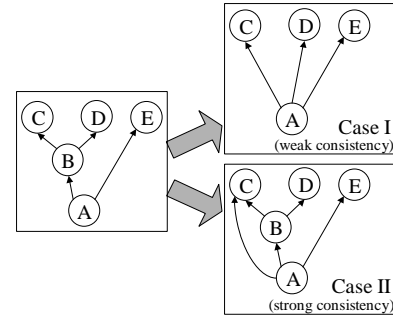 C D E
B
A
C D E
A
Case I
(weak consistency)
C D E
B
A
Case II
(strong consistency)